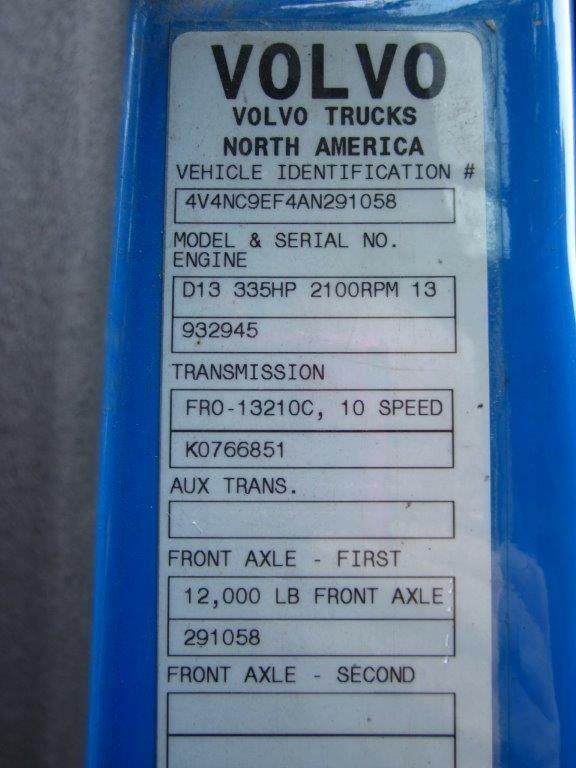 VOLVO
VOLVO TRUCKS
NORTH AMERICA
VEHICLE IDENTIFICATION #
4V4NC9EF4AN291058
MODEL & SERIAL NO.
ENGINE
D13 335HP 2100RPM 13
932945
TRANSMISSION
FRO-13210C, 10 SPEED
K0766851
AUX TRANS.
FRONT AXLE - FIRST
12,000 LB FRONT AXLE
291058
FRONT AXLE - SECOND